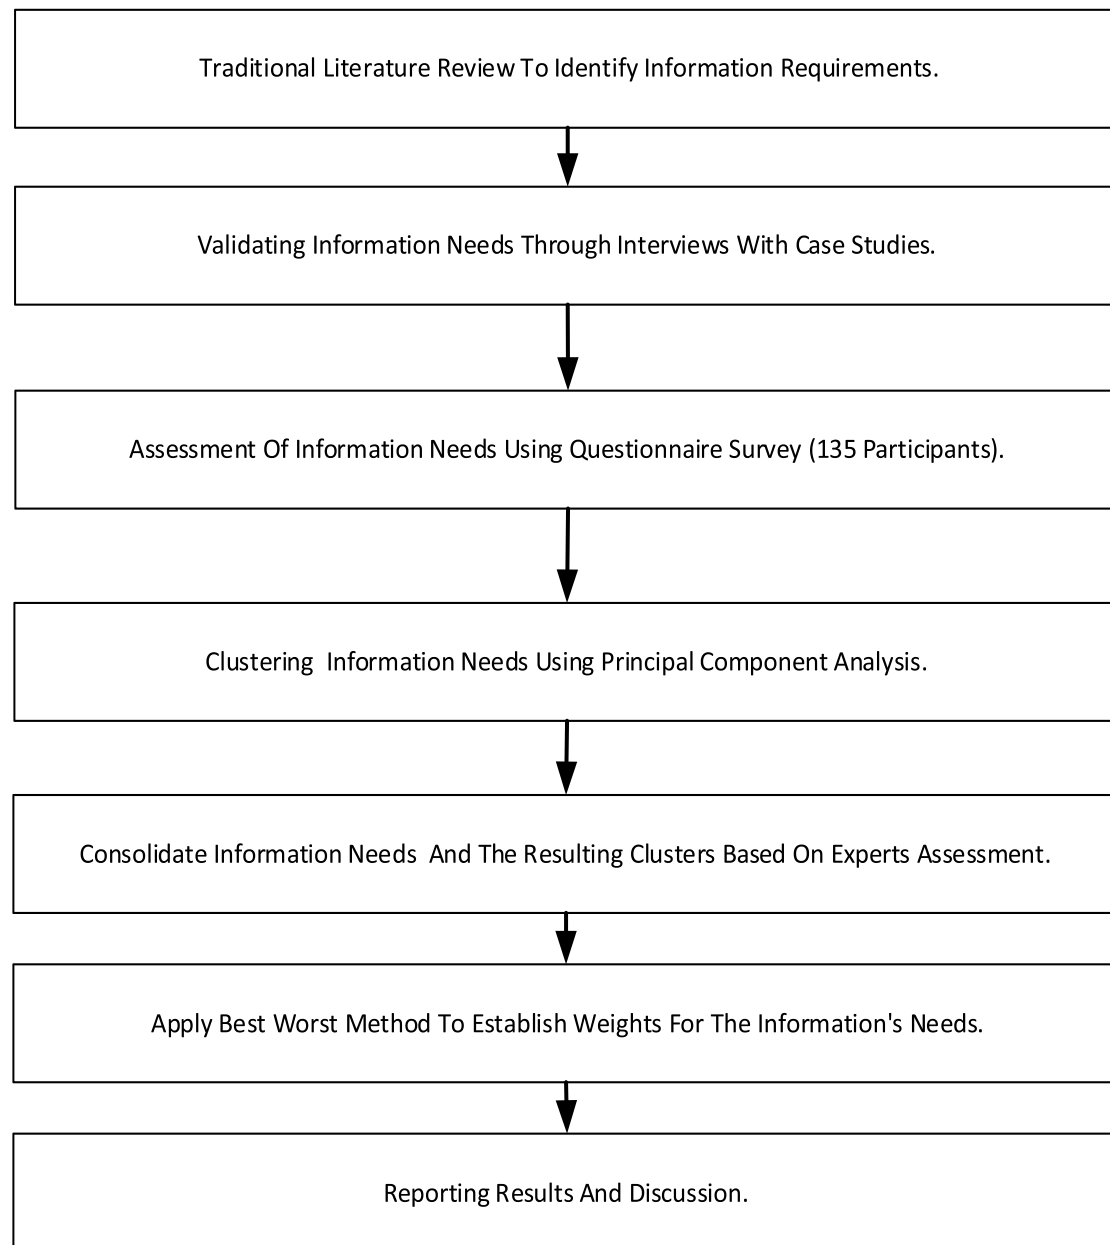 Traditional Literature Review To Identify Information Requirements.
Validating Information Needs Through Interviews With Case Studies.
Assessment Of Information Needs Using Questionnaire Survey (135 Participants).
Clustering  Information Needs Using Principal Component Analysis.
Consolidate Information Needs  And The Resulting Clusters Based On Experts Assessment.
Apply Best Worst Method To Establish Weights For The Information's Needs.
Reporting Results And Discussion.